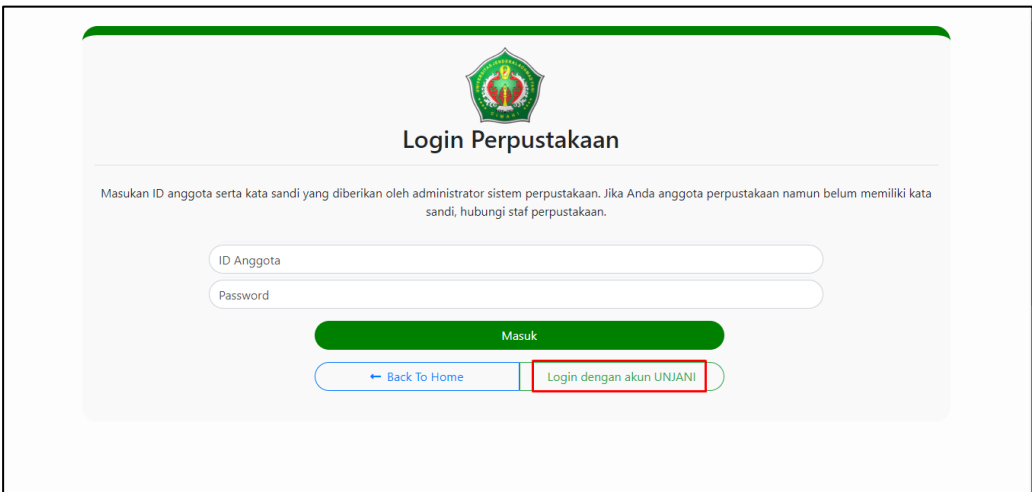 Login Perpustakaan
Masukan ID anggota serta kata sandi yang diberikan oleh administrator sistem perpustakaan. Jika Anda anggota perpustakaan namun belum memiliki kata
sandi, hubungi staf perpustakaan.
ID Anggota
Password
Masuk
← Back To Home
Login dengan akun UNJANI